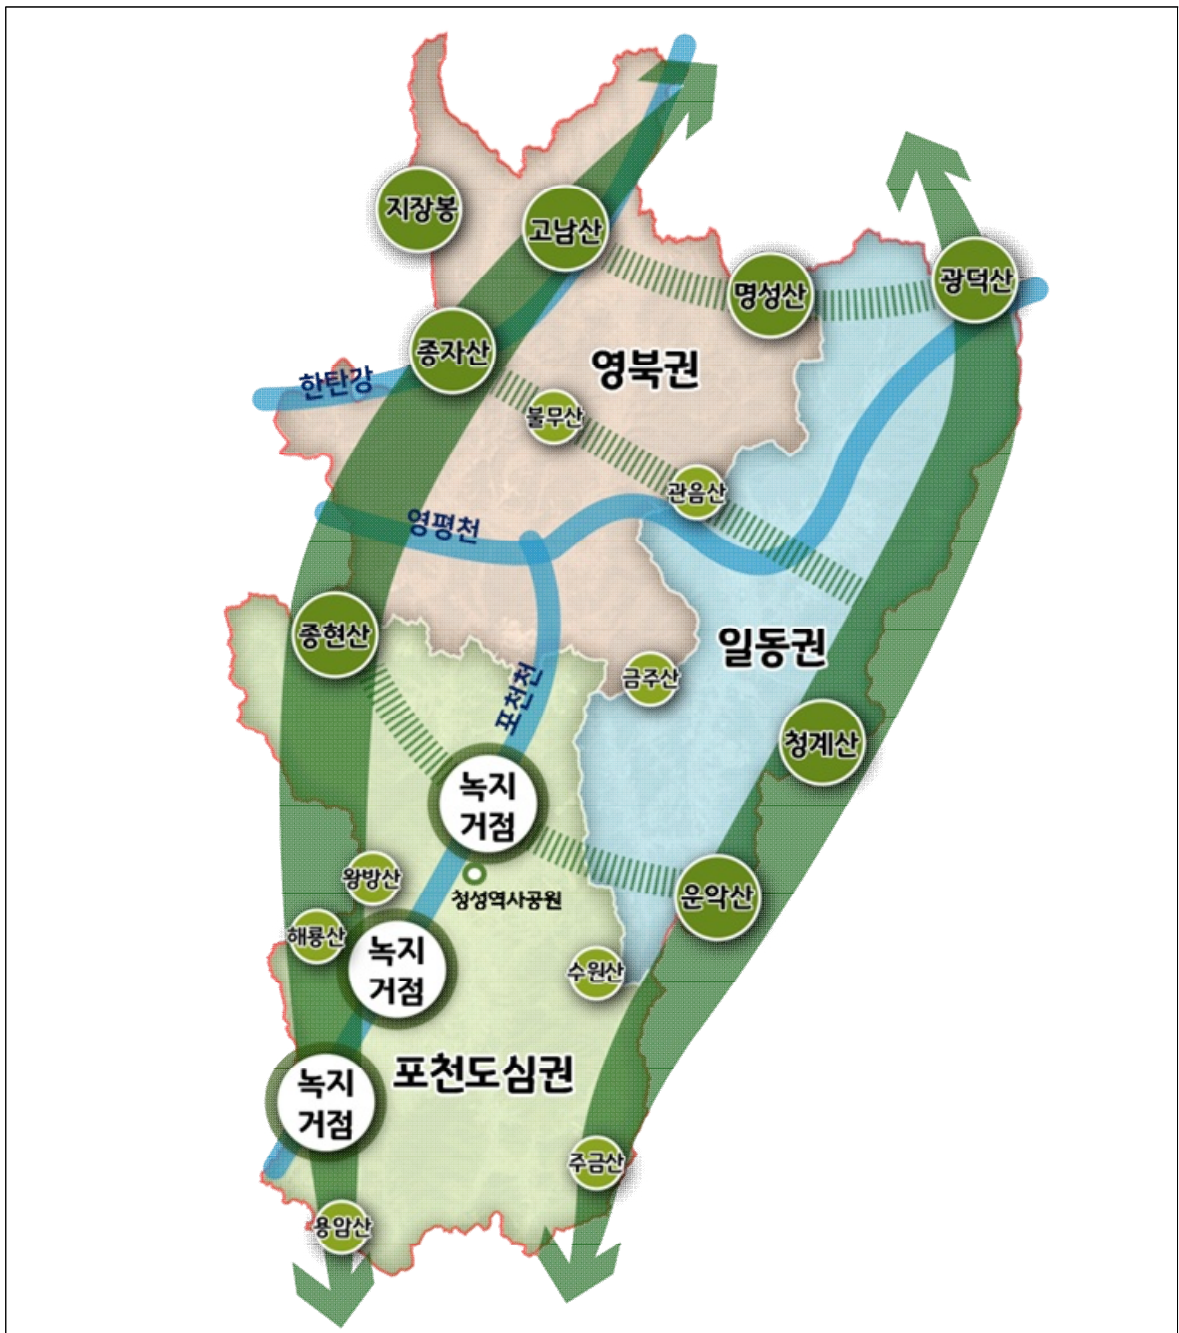 지장봉
고남산
명성산
광덕산
종자산
영북권
한탄강
불무산
관음산
영평천
종현산
일동권
금주산
포천천
청계산
녹지
거점
왕방산
청성역사공원
운악산
해룡산
녹지
거점
수원산
포천도심권
녹지
거점
주금산
용암산